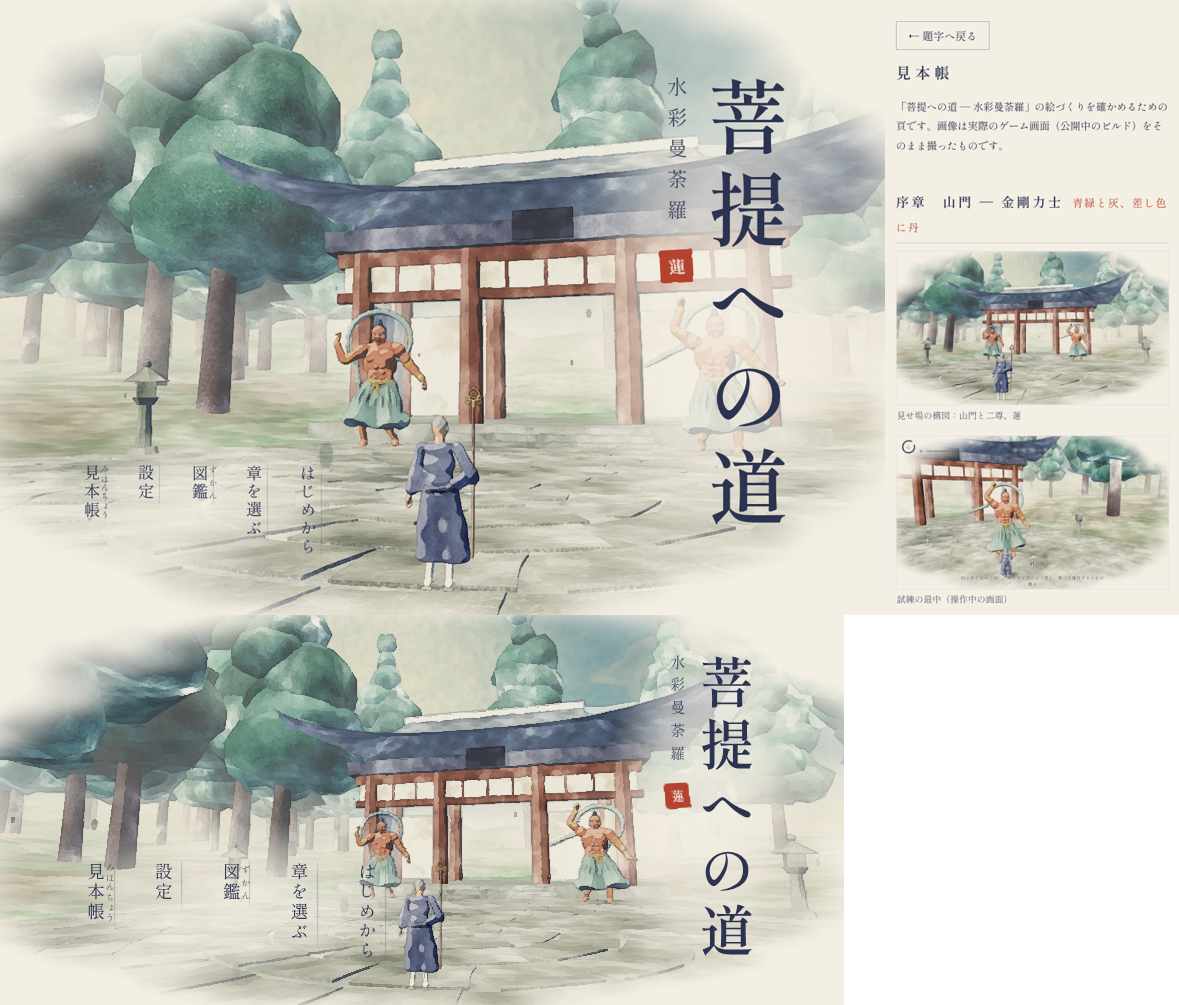 菩提への道
水彩曼荼羅
蓮
はじめから
章を選ぶ
図鑑
ずかん
設定
見本帳
みほんちょう
← 題字へ戻る
見本帳
「菩提への道 — 水彩曼荼羅」の絵づくりを確かめるための
頁です。画像は実際のゲーム画面（公開中のビルド）をそ
のまま撮ったものです。
序章　山門 — 金剛力士 青緑と灰、差し色
に丹
見せ場の構図：山門と二尊、蓮
試練の最中（操作中の画面）
菩提への道
水彩曼荼羅
蓮
はじめから
章を選ぶ
図鑑
ずかん
設定
見本帳
みほんちょう